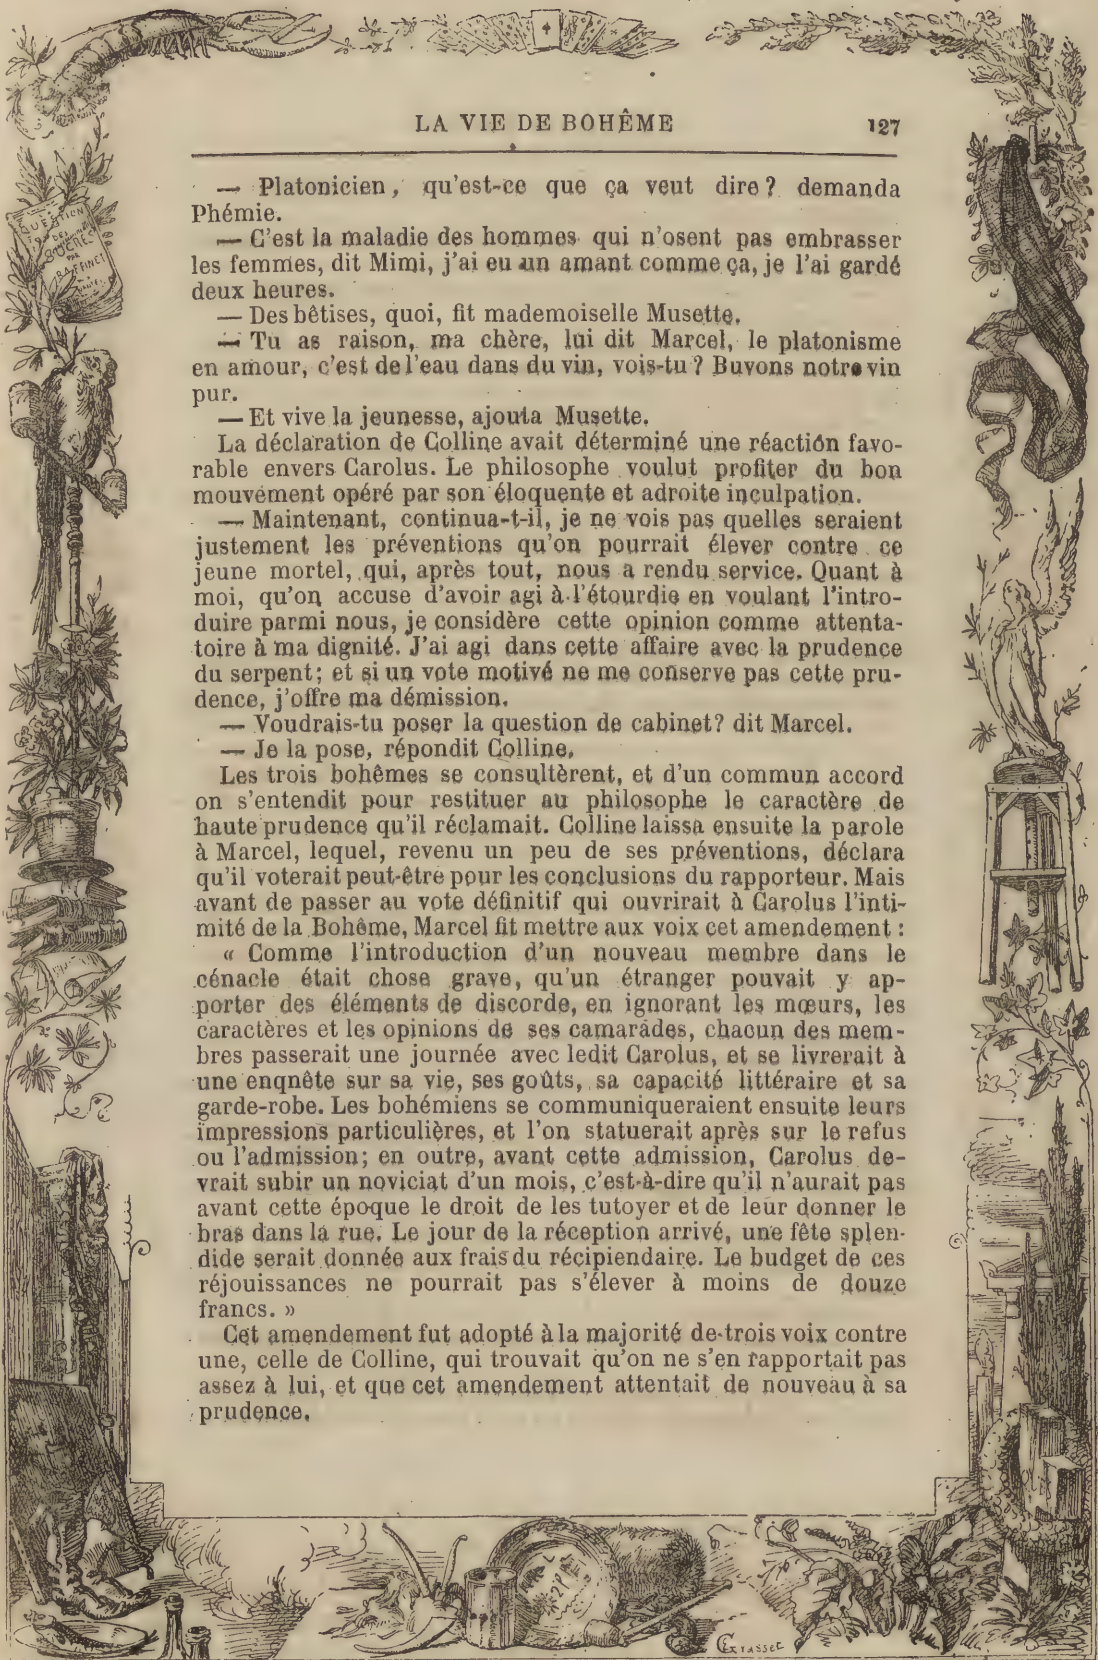 LA VIE DE BOHÊME 127
— Platonicien, qu'est-ce que ça veut dire? demanda
Phémie.
— C'est la maladie des hommes qui n'osent pas embrasser
les femmes, dit Mimi, j'ai eu un amant comme ça, je l'ai gardé
deux heures.
— Des bêtises, quoi, fit mademoiselle Musette.
— Tu as raison, ma chère, lui dit Marcel, le platonisme
en amour, c'est de l'eau dans du vin, vois-tu? Buvons notre vin
pur.
— Et vive la jeunesse, ajouta Musette.
La déclaration de Colline avait déterminé une réaction favo-
rable envers Carolus. Le philosophe voulut profiter du bon
mouvement opéré par son éloquente et adroite inculpation.
— Maintenant, continua-t-il, je ne vois pas quelles seraient
justement les préventions qu'on pourrait élever contre ce
jeune mortel, qui, après tout, nous a rendu service. Quant à
moi, qu'on accuse d'avoir agi à l'étourdie en voulant l'intro-
duire parmi nous, je considère cette opinion comme attenta-
toire à ma dignité. J'ai agi dans cette affaire avec la prudence
du serpent; et si un vote motivé ne me conserve pas cette pru-
dence, j'offre ma démission.
— Voudrais-tu poser la question de cabinet? dit Marcel.
— Je la pose, répondit Colline.
Les trois bohêmes se consultèrent, et d'un commun accord
on s'entendit pour restituer au philosophe le caractère de
haute prudence qu'il réclamait. Colline laissa ensuite la parole
à Marcel, lequel, revenu un peu de ses préventions, déclara
qu'il voterait peut-être pour les conclusions du rapporteur. Mais
avant de passer au vote définitif qui ouvrirait à Carolus l'inti-
mité de la Bohême, Marcel fit mettre aux voix cet amendement :
« Comme l'introduction d'un nouveau membre dans le
cénacle était chose grave, qu'un étranger pouvait y ap-
porter des éléments de discorde, en ignorant les mœurs, les
caractères et les opinions de ses camarades, chacun des mem-
bres passerait une journée avec ledit Carolus, et se livrerait à
une enqnête sur sa vie, ses goûts, sa capacité littéraire et sa
garde-robe. Les bohémiens se communiqueraient ensuite leurs
impressions particulières, et l'on statuerait après sur le refus
ou l'admission; en outre, avant cette admission, Carolus de-
vrait subir un noviciat d'un mois, c'est-à-dire qu'il n'aurait pas
avant cette époque le droit de les tutoyer et de leur donner le
bras dans la rue. Le jour de la réception arrivé, une fête splen-
dide serait donnée aux frais du récipiendaire. Le budget de ces
réjouissances ne pourrait pas s'élever à moins de douze
francs. »
Cet amendement fut adopté à la majorité de trois voix contre
une, celle de Colline, qui trouvait qu'on ne s'en rapportait pas
assez à lui, et que cet amendement attentait de nouveau à sa
prudence.
QUESTION
DES
SUCRES
PAR